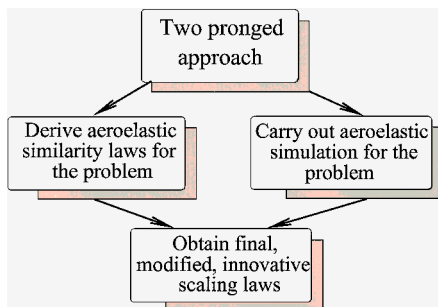 Two pronged
approach
Derive aeroelastic
similarity laws for
the problem
Carry out aeroelastic
simulation for the
problem
Obtain final,
modified, innovative
scaling laws